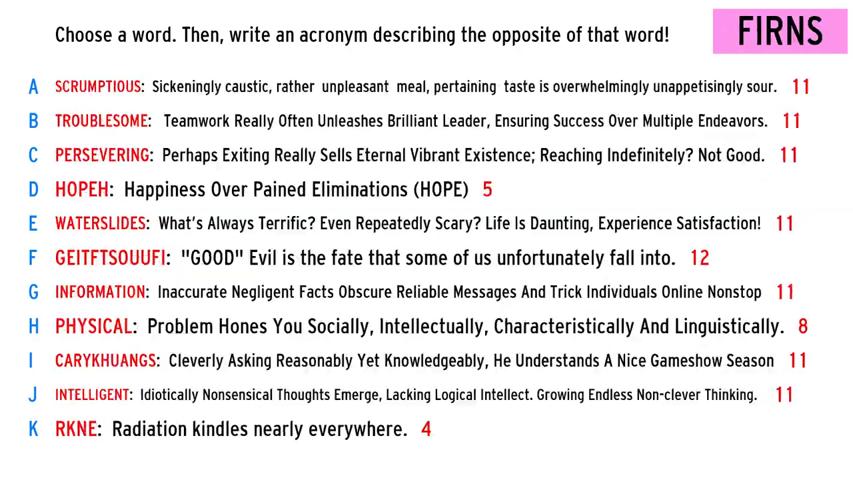 Choose a word. Then, write an acronym describing the opposite of that word!
FIRNS
A SCRUMPTIOUS: Sickeningly caustic, rather unpleasant meal, pertaining taste is overwhelmingly unappetisingly sour. 11
B TROUBLESOME: Teamwork Really Often Unleashes Brilliant Leader, Ensuring Success Over Multiple Endeavors. 11
C PERSEVERING: Perhaps Exiting Really Sells Eternal Vibrant Existence; Reaching Indefinitely? Not Good. 11
D HOPEH: Happiness Over Pained Eliminations (HOPE) 5
E WATERSLIDES: What's Always Terrific? Even Repeatedly Scary? Life Is Daunting, Experience Satisfaction! 11
F GEITFTSOUUFI: "GOOD" Evil is the fate that some of us unfortunately fall into. 12
G INFORMATION: Inaccurate Negligent Facts Obscure Reliable Messages And Trick Individuals Online Nonstop 11
H PHYSICAL: Problem Hones You Socially, Intellectually, Characteristically And Linguistically. 8
I CARYKHUANGS: Cleverly Asking Reasonably Yet Knowledgeably, He Understands A Nice Gameshow Season 11
J INTELLIGENT: Idiotically Nonsensical Thoughts Emerge, Lacking Logical Intellect. Growing Endless Non-clever Thinking. 11
K RKNE: Radiation kindles nearly everywhere. 4